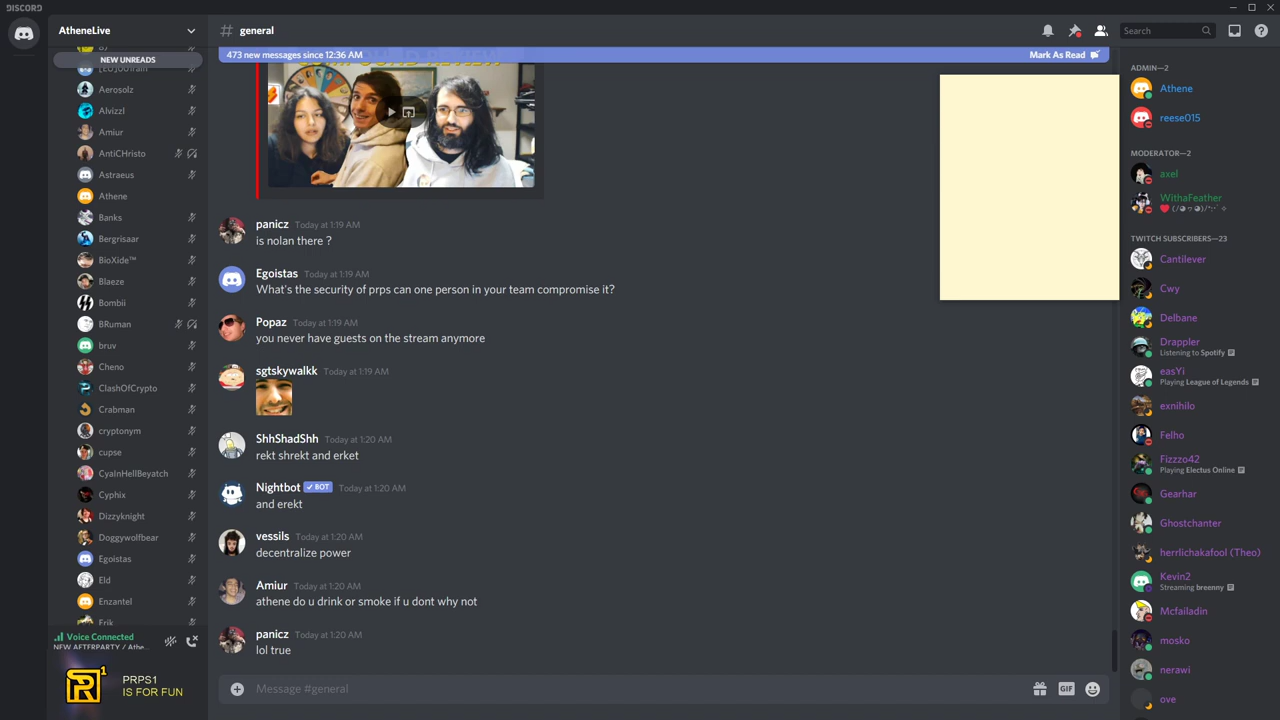 DISCORD
AtheneLive
# general
Search
473 new messages since 12:36 AM
Mark As Read
NEW UNREADS
Aerosolz
Alvizzl
Amiur
AntiCHristo
Astraeus
Athene
Banks
Bergrisaar
BioXide™
Blaeze
Bombii
BRuman
bruv
Cheno
ClashOfCrypto
Crabman
cryptonym
cupse
CyaInHellBeyatch
Cyphix
Dizzyknight
Doggywolfbear
Egoistas
Eld
Enzantel
Erik
Voice Connected
NEW AFTERPARTY / Athe...
PRPS1
IS FOR FUN
panicz Today at 1:19 AM
is nolan there ?
Egoistas Today at 1:19 AM
What's the security of prps can one person in your team compromise it?
Popaz Today at 1:19 AM
you never have guests on the stream anymore
sgtskywalkk Today at 1:19 AM
ShhShadShh Today at 1:20 AM
rekt shrekt and erket
Nightbot ✓ BOT Today at 1:20 AM
and erekt
vessils Today at 1:20 AM
decentralize power
Amiur Today at 1:20 AM
athene do u drink or smoke if u dont why not
panicz Today at 1:20 AM
lol true
Message #general
GIF
ADMIN—2
Athene
reese015
MODERATOR—2
axel
WithaFeather
TWITCH SUBSCRIBERS—23
Cantilever
Cwy
Delbane
Drappler
Listening to Spotify
easYi
Playing League of Legends
exnihilo
Felho
Fizzzo42
Playing Electus Online
Gearhar
Ghostchanter
herrlichakafool (Theo)
Kevin2
Streaming breenny
Mcfailadin
mosko
nerawi
ove